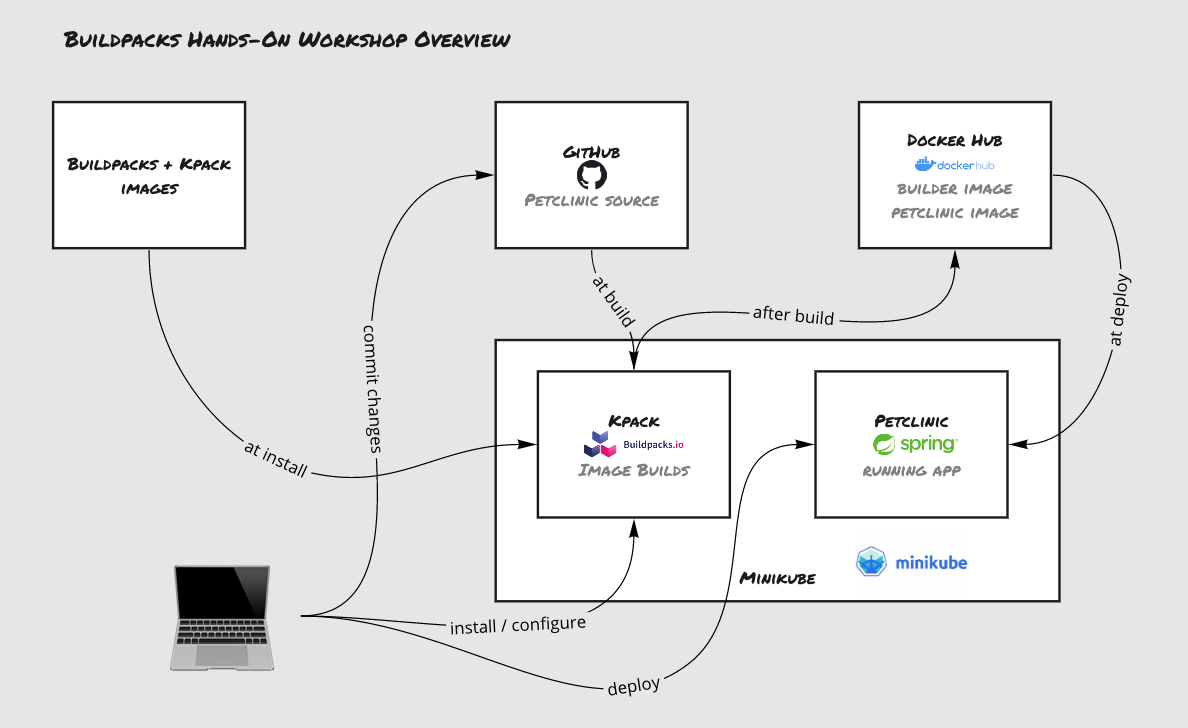 Buildpacks Hands-On Workshop Overview
Buildpacks + Kpack
images
GitHub
Petclinic source
Docker Hub
dockerhub
builder image
petclinic image
at build
after build
at deploy
commit changes
at install
Kpack
Buildpacks.io
Image Builds
Petclinic
spring
running app
Minikube
minikube
install / configure
deploy